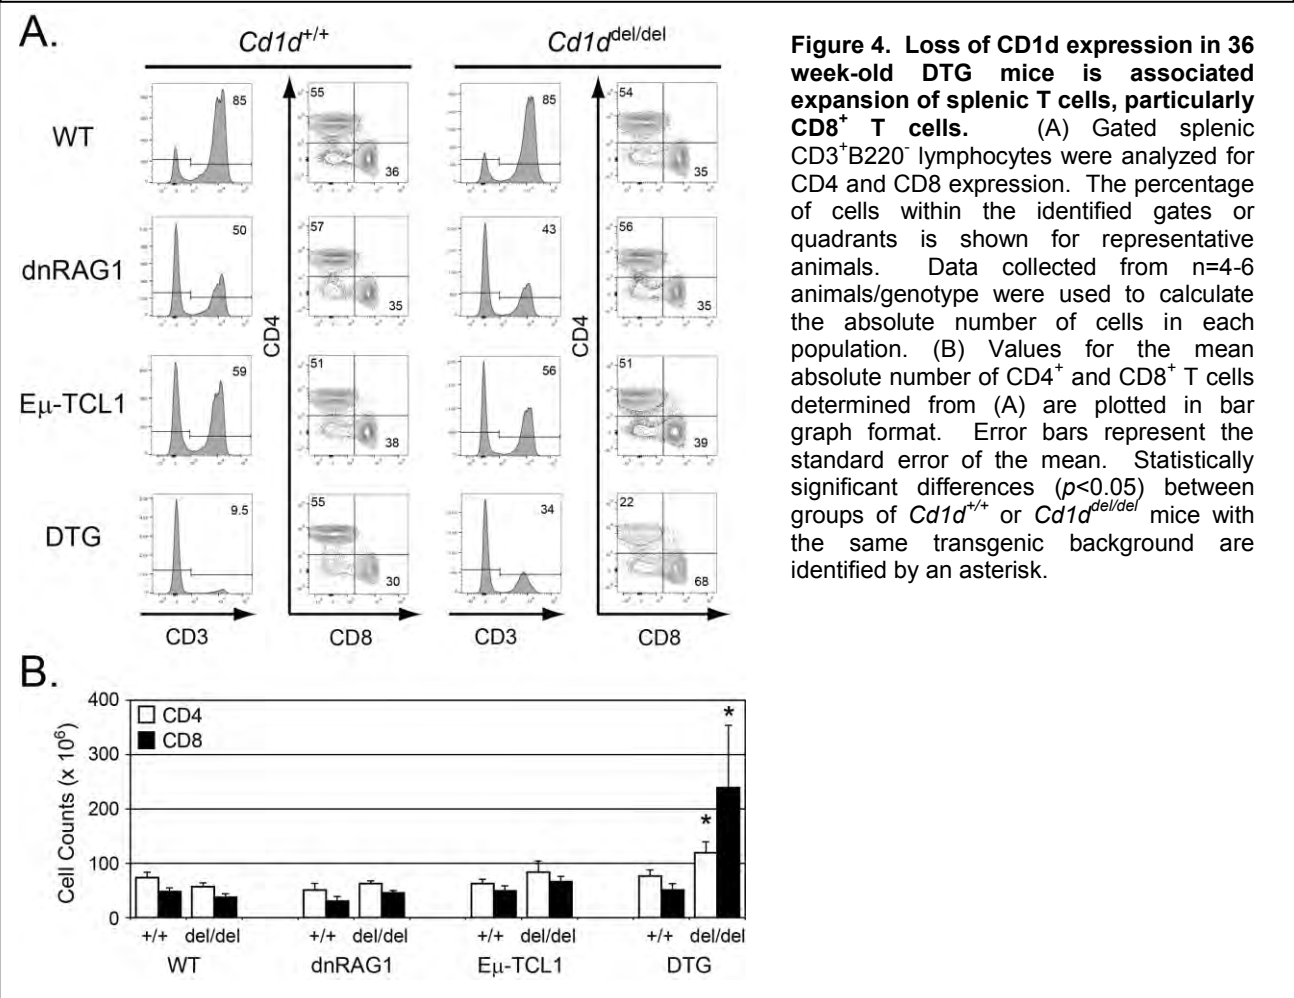 A.
Cd1d+/+
Cd1d del/del
WT
85
55
36
85
54
35
dnRAG1
50
57
35
43
56
35
Eμ-TCL1
59
51
38
56
51
39
DTG
9.5
55
30
34
22
68
CD4
CD4
CD3
CD8
CD3
CD8
B.
Cell Counts (x 10⁶)
400
300
200
100
0
CD4
CD8
*
*
+/+ del/del +/+ del/del +/+ del/del +/+ del/del
WT dnRAG1 Eμ-TCL1 DTG
Figure 4. Loss of CD1d expression in 36
week-old DTG mice is associated
expansion of splenic T cells, particularly
CD8⁺ T cells. (A) Gated splenic
CD3⁺B220⁻ lymphocytes were analyzed for
CD4 and CD8 expression. The percentage
of cells within the identified gates or
quadrants is shown for representative
animals. Data collected from n=4-6
animals/genotype were used to calculate
the absolute number of cells in each
population. (B) Values for the mean
absolute number of CD4⁺ and CD8⁺ T cells
determined from (A) are plotted in bar
graph format. Error bars represent the
standard error of the mean. Statistically
significant differences (p<0.05) between
groups of Cd1d+/+ or Cd1d del/del mice with
the same transgenic background are
identified by an asterisk.